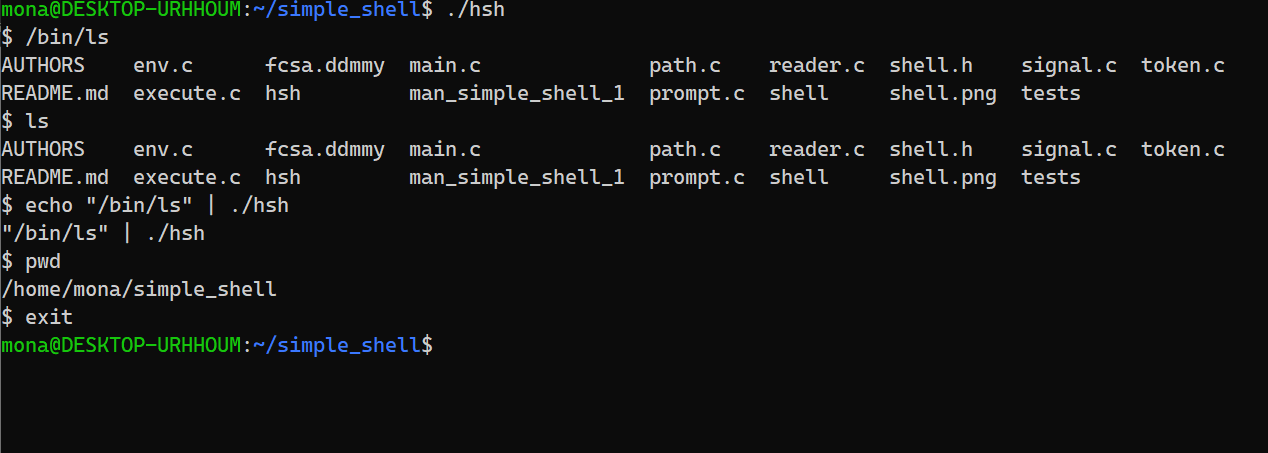 mona@DESKTOP-URHHOUM:~/simple_shell$ ./hsh
$ /bin/ls
AUTHORS    env.c      fcsa.ddmmy  main.c              path.c    reader.c  shell.h    signal.c  token.c
README.md  execute.c  hsh         man_simple_shell_1  prompt.c  shell     shell.png  tests
$ ls
AUTHORS    env.c      fcsa.ddmmy  main.c              path.c    reader.c  shell.h    signal.c  token.c
README.md  execute.c  hsh         man_simple_shell_1  prompt.c  shell     shell.png  tests
$ echo "/bin/ls" | ./hsh
"/bin/ls" | ./hsh
$ pwd
/home/mona/simple_shell
$ exit
mona@DESKTOP-URHHOUM:~/simple_shell$